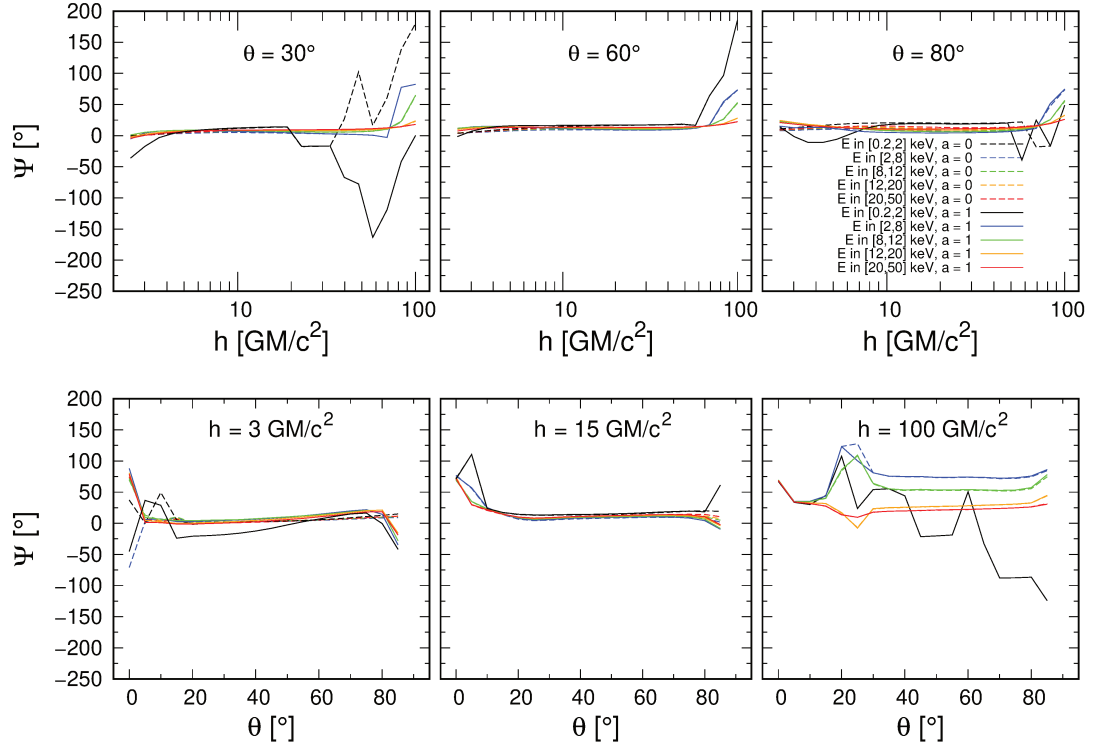 200
150
100
50
0
−50
−100
−150
−200
−250
Ψ [°]
θ = 30°
10
100
h [GM/c²]
θ = 60°
10
100
h [GM/c²]
θ = 80°
E in [0.2,2] keV, a = 0
E in [2,8] keV, a = 0
E in [8,12] keV, a = 0
E in [12,20] keV, a = 0
E in [20,50] keV, a = 0
E in [0.2,2] keV, a = 1
E in [2,8] keV, a = 1
E in [8,12] keV, a = 1
E in [12,20] keV, a = 1
E in [20,50] keV, a = 1
10
100
h [GM/c²]
200
150
100
50
0
−50
−100
−150
−200
−250
Ψ [°]
h = 3 GM/c²
0 20 40 60 80
θ [°]
h = 15 GM/c²
0 20 40 60 80
θ [°]
h = 100 GM/c²
0 20 40 60 80
θ [°]